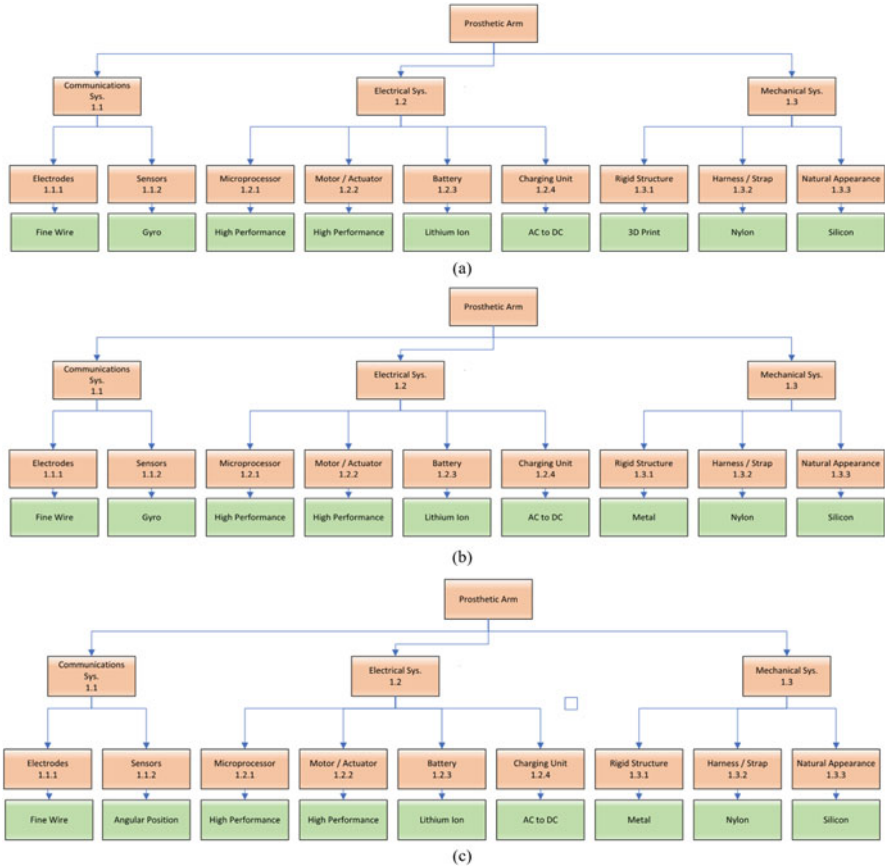 Prosthetic Arm
Communications
Sys.
1.1
Electrical Sys.
1.2
Mechanical Sys.
1.3
Electrodes
1.1.1
Sensors
1.1.2
Microprocessor
1.2.1
Motor / Actuator
1.2.2
Battery
1.2.3
Charging Unit
1.2.4
Rigid Structure
1.3.1
Harness / Strap
1.3.2
Natural Appearance
1.3.3
Fine Wire
Gyro
High Performance
High Performance
Lithium Ion
AC to DC
3D Print
Nylon
Silicon
(a)
Prosthetic Arm
Communications
Sys.
1.1
Electrical Sys.
1.2
Mechanical Sys.
1.3
Electrodes
1.1.1
Sensors
1.1.2
Microprocessor
1.2.1
Motor / Actuator
1.2.2
Battery
1.2.3
Charging Unit
1.2.4
Rigid Structure
1.3.1
Harness / Strap
1.3.2
Natural Appearance
1.3.3
Fine Wire
Gyro
High Performance
High Performance
Lithium Ion
AC to DC
Metal
Nylon
Silicon
(b)
Prosthetic Arm
Communications
Sys.
1.1
Electrical Sys.
1.2
Mechanical Sys.
1.3
Electrodes
1.1.1
Sensors
1.1.2
Microprocessor
1.2.1
Motor / Actuator
1.2.2
Battery
1.2.3
Charging Unit
1.2.4
Rigid Structure
1.3.1
Harness / Strap
1.3.2
Natural Appearance
1.3.3
Fine Wire
Angular Position
High Performance
High Performance
Lithium Ion
AC to DC
Metal
Nylon
Silicon
(c)